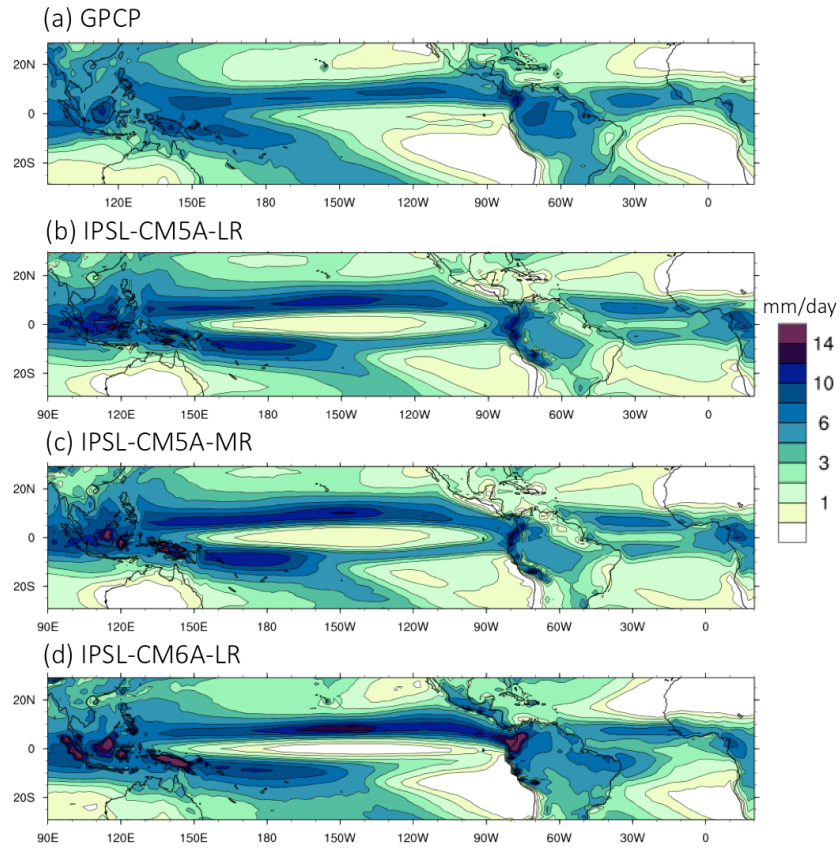 (a) GPCP
20N
0
20S
120E 150E 180 150W 120W 90W 60W 30W 0
(b) IPSL-CM5A-LR
20N
0
20S
90E 120E 150E 180 150W 120W 90W 60W 30W 0
mm/day
14
10
6
3
1
(c) IPSL-CM5A-MR
20N
0
20S
90E 120E 150E 180 150W 120W 90W 60W 30W 0
(d) IPSL-CM6A-LR
20N
0
20S
90E 120E 150E 180 150W 120W 90W 60W 30W 0